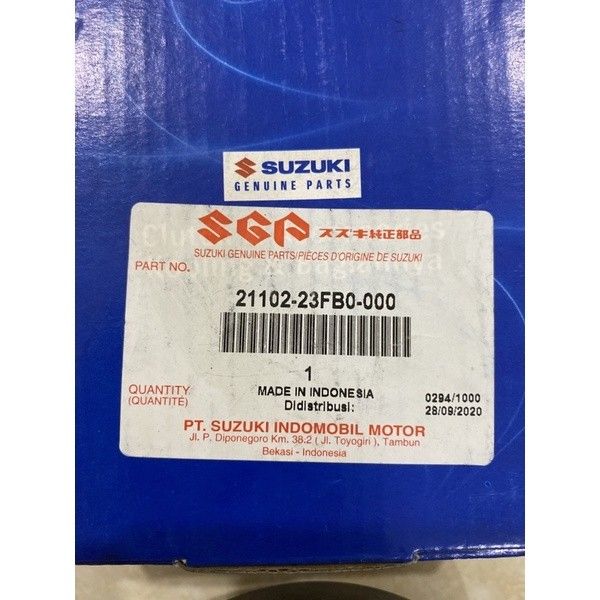 SUZUKI
GENUINE PARTS
SGP スズキ純正部品
SUZUKI GENUINE PARTS/PIÈCES D'ORIGINE DE SUZUKI
PART NO.
21102-23FB0-000
1
QUANTITY
(QUANTITÉ)
MADE IN INDONESIA
Didistribusi:
0294/1000
28/09/2020
PT. SUZUKI INDOMOBIL MOTOR
Jl. P. Diponegoro Km. 38.2 ( Jl. Toyogiri ), Tambun
Bekasi - Indonesia